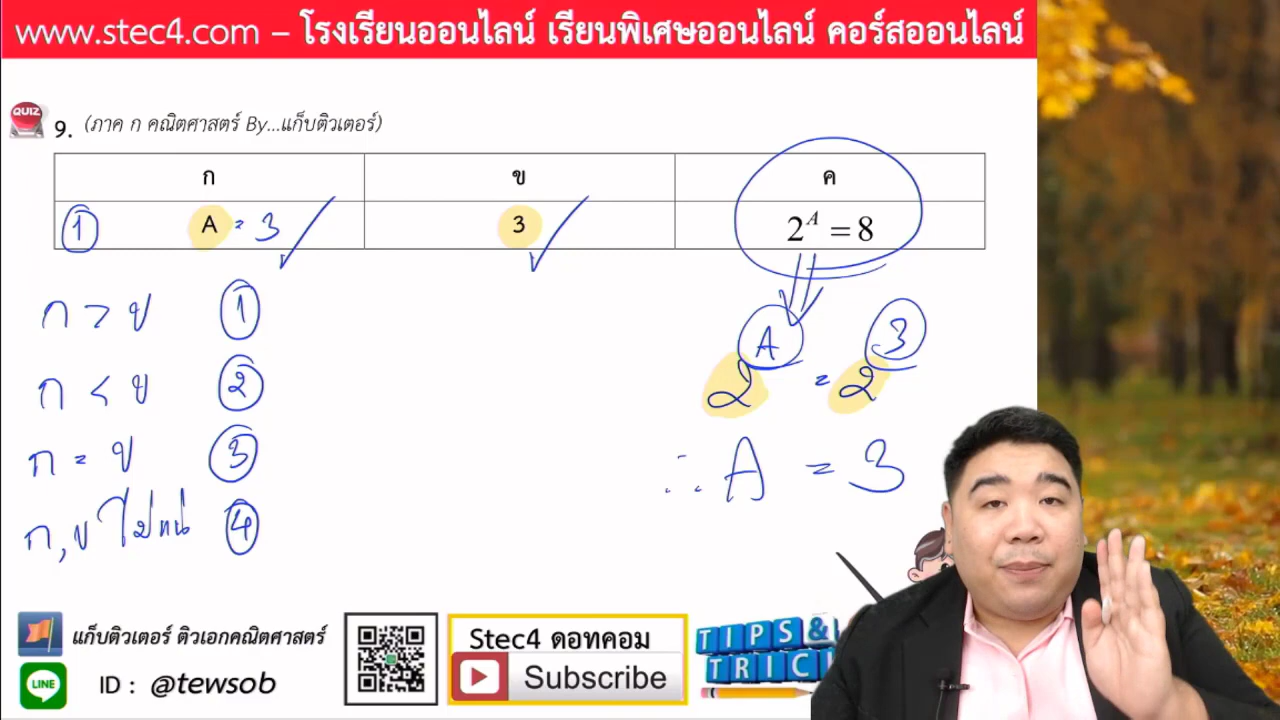 www.stec4.com – โรงเรียนออนไลน์ เรียนพิเศษออนไลน์ คอร์สออนไลน์
QUIZ
9. (ภาค ก คณิตศาสตร์ By...แก็บติวเตอร์)
ก ข ค
① A = 3 3 2^A = 8
ก > ข ①
ก < ข ②
ก = ข ③
ก, ข ไม่แน่ ④
2^A = 2^3
∴ A = 3
แก็บติวเตอร์ ติวเอกคณิตศาสตร์
LINE ID : @tewsob
Stec4 ดอทคอม
Subscribe
TIPS &
TRIC